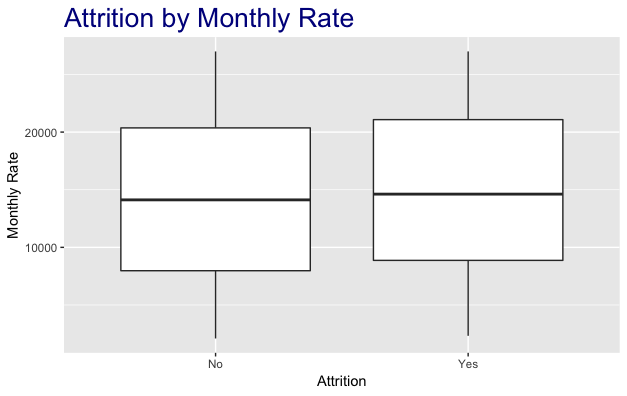 Attrition by Monthly Rate
Monthly Rate
20000
10000
No
Yes
Attrition